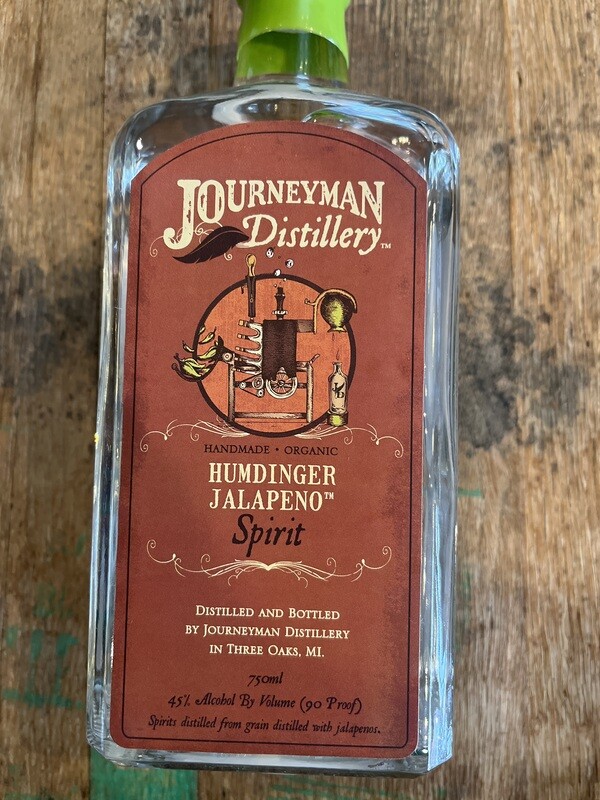 JOURNEYMAN
Distillery™
JD
HANDMADE • ORGANIC
HUMDINGER
JALAPENO™
Spirit
DISTILLED AND BOTTLED
BY JOURNEYMAN DISTILLERY
IN THREE OAKS, MI.
750ml
45% Alcohol By Volume (90 Proof)
Spirits distilled from grain distilled with jalapenos.